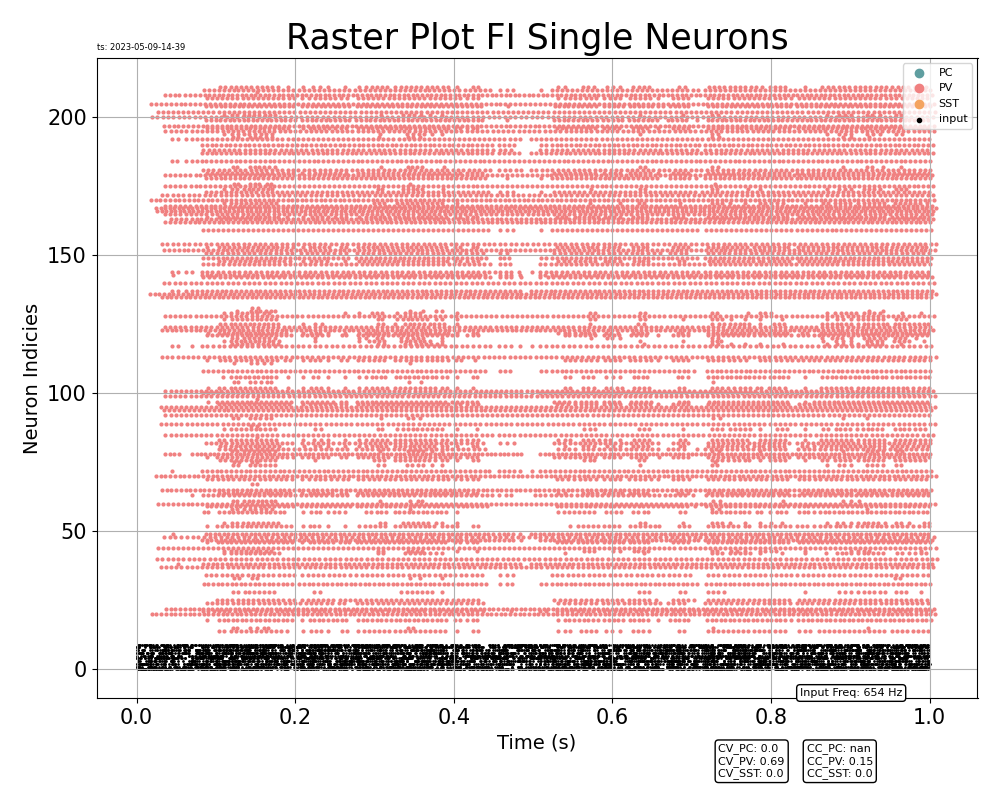 Raster Plot FI Single Neurons
ts: 2023-05-09-14-39
PC
PV
SST
input
200
150
100
50
0
Neuron Indicies
0.0
0.2
0.4
0.6
0.8
1.0
Time (s)
Input Freq: 654 Hz
CV_PC: 0.0
CV_PV: 0.69
CV_SST: 0.0
CC_PC: nan
CC_PV: 0.15
CC_SST: 0.0